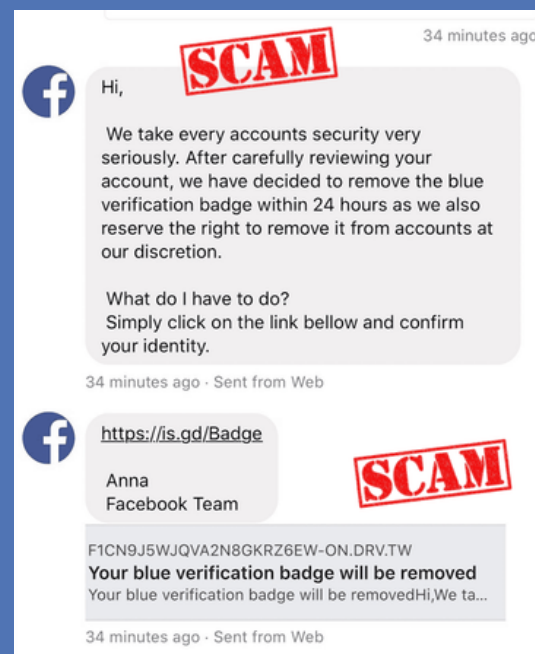 34 minutes ago
SCAM
Hi,
We take every accounts security very
seriously. After carefully reviewing your
account, we have decided to remove the blue
verification badge within 24 hours as we also
reserve the right to remove it from accounts at
our discretion.
What do I have to do?
Simply click on the link bellow and confirm
your identity.
34 minutes ago · Sent from Web
https://is.gd/Badge
Anna
Facebook Team
SCAM
F1CN9J5WJQVA2N8GKRZ6EW-ON.DRV.TW
Your blue verification badge will be removed
Your blue verification badge will be removedHi,We ta...
34 minutes ago · Sent from Web